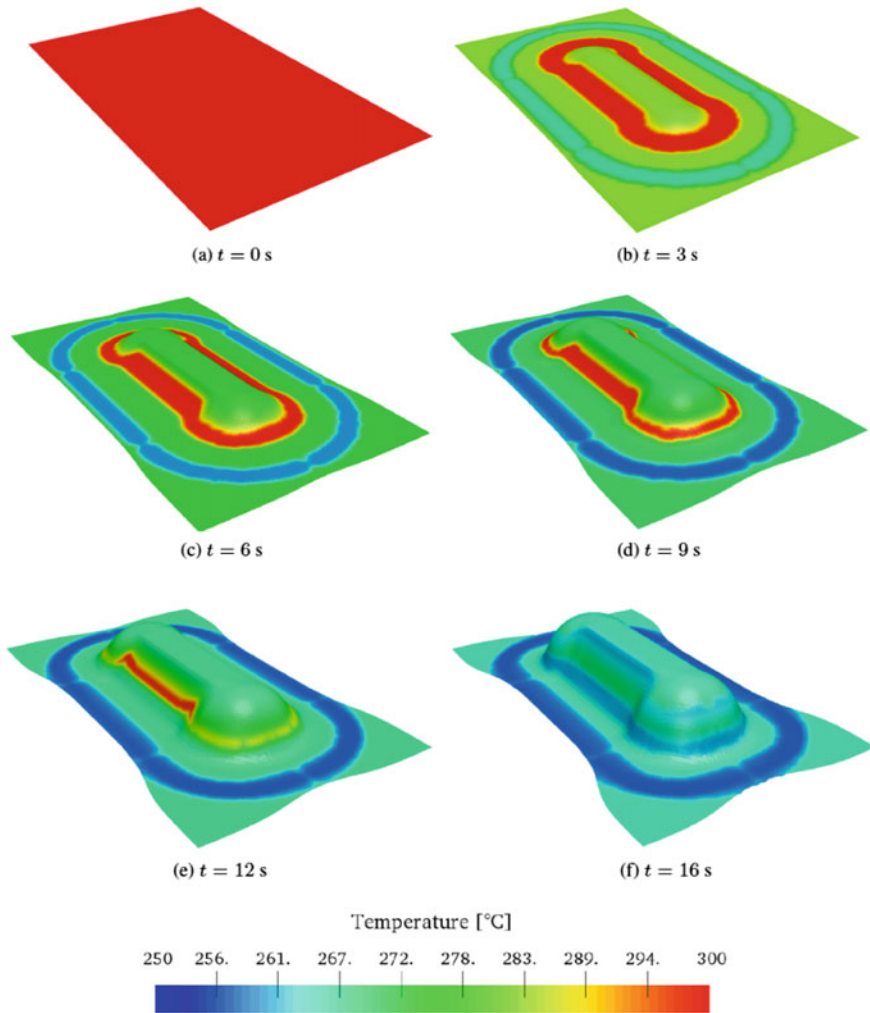 (a) t = 0 s
(b) t = 3 s
(c) t = 6 s
(d) t = 9 s
(e) t = 12 s
(f) t = 16 s
Temperature [°C]
250 256. 261. 267. 272. 278. 283. 289. 294. 300